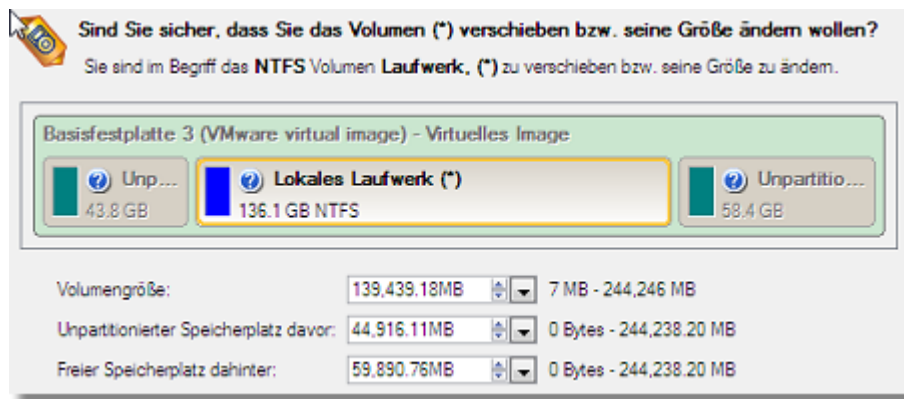 Sind Sie sicher, dass Sie das Volumen (*) verschieben bzw. seine Größe ändern wollen?
Sie sind im Begriff das NTFS Volumen Laufwerk, (*) zu verschieben bzw. seine Größe zu ändern.
Basisfestplatte 3 (VMware virtual image) - Virtuelles Image
Unp... Lokales Laufwerk (*) Unpartitio...
43.8 GB 136.1 GB NTFS 58.4 GB
Volumengröße: 139,439.18MB 7 MB - 244,246 MB
Unpartitionierter Speicherplatz davor: 44,916.11MB 0 Bytes - 244,238.20 MB
Freier Speicherplatz dahinter: 59,890.76MB 0 Bytes - 244,238.20 MB